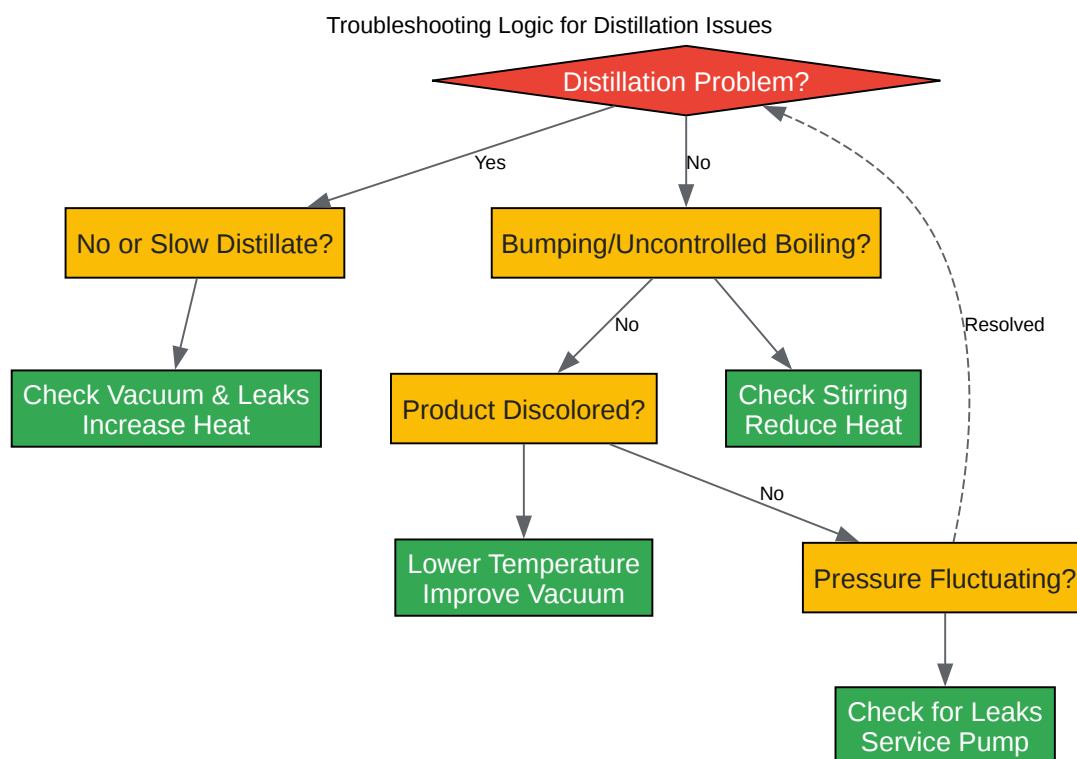 Troubleshooting Logic for Distillation Issues
Distillation Problem?
Yes
No
No or Slow Distillate?
Bumping/Uncontrolled Boiling?
No
Resolved
Check Vacuum & Leaks
Increase Heat
Product Discolored?
Check Stirring
Reduce Heat
No
Lower Temperature
Improve Vacuum
Pressure Fluctuating?
Check for Leaks
Service Pump